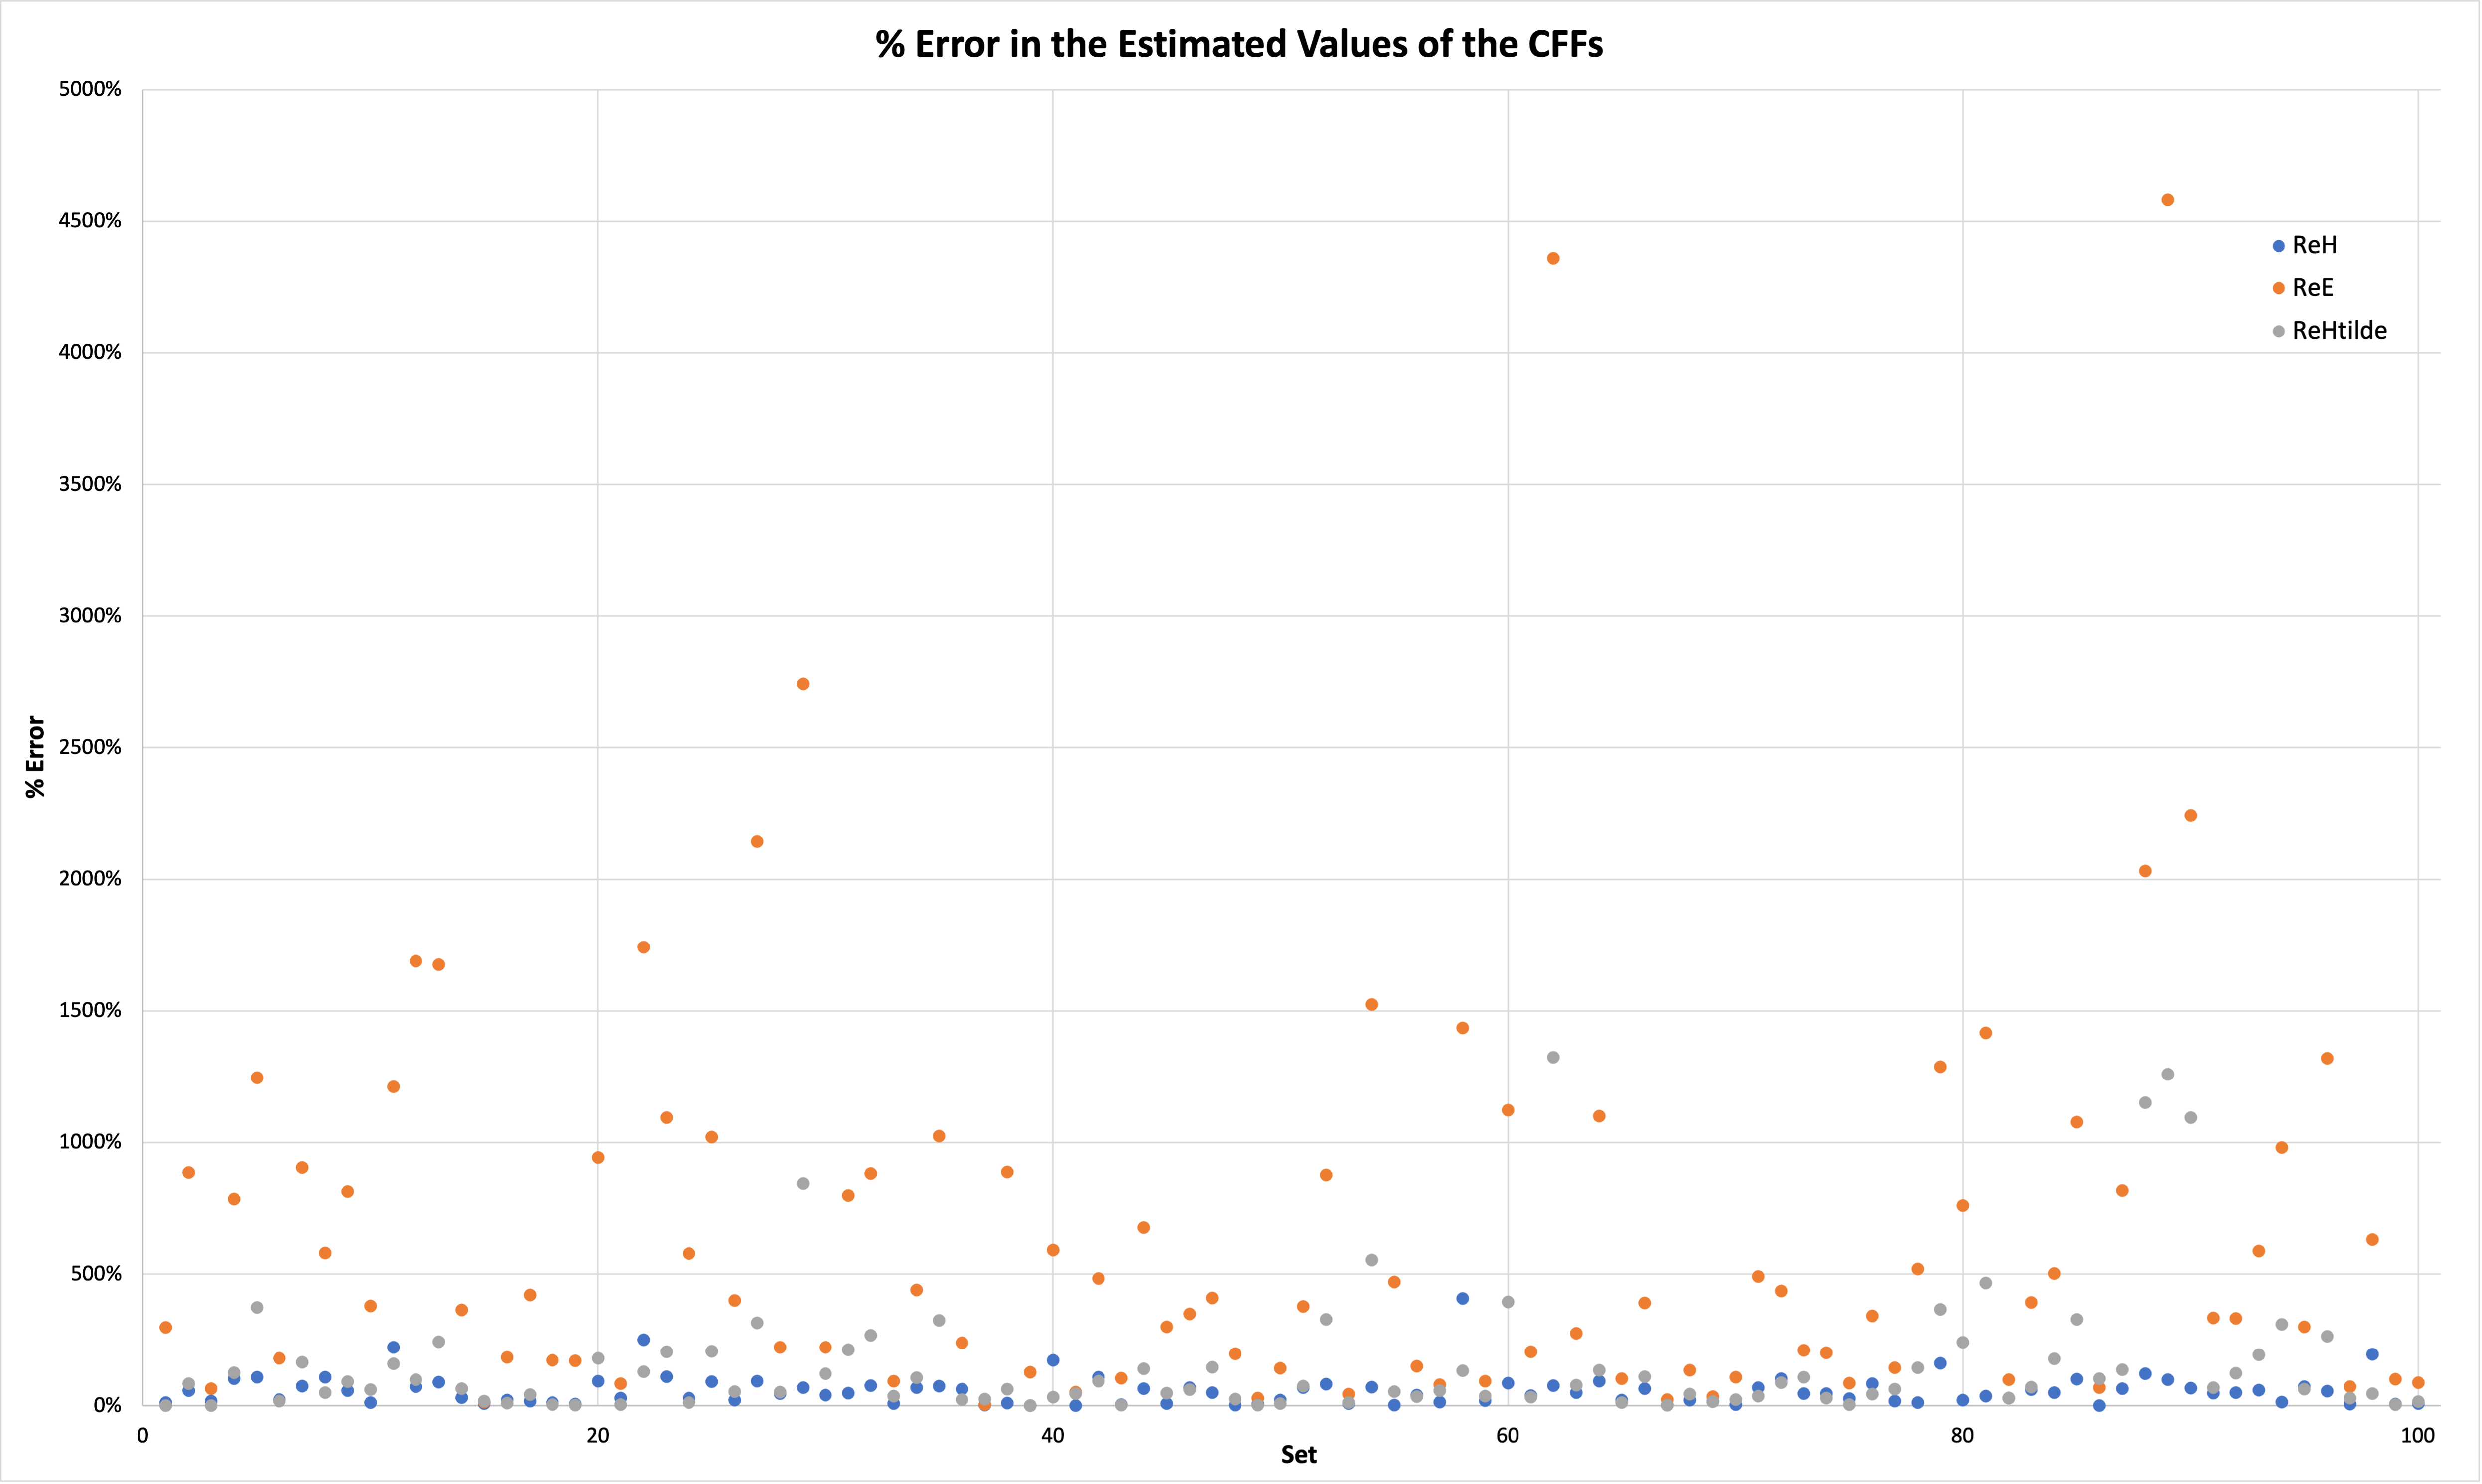 % Error in the Estimated Values of the CFFs
5000%
4500%
4000%
3500%
3000%
2500%
2000%
1500%
1000%
500%
0%
% Error
ReH
ReE
ReHtilde
0 20 40 60 80 100
Set